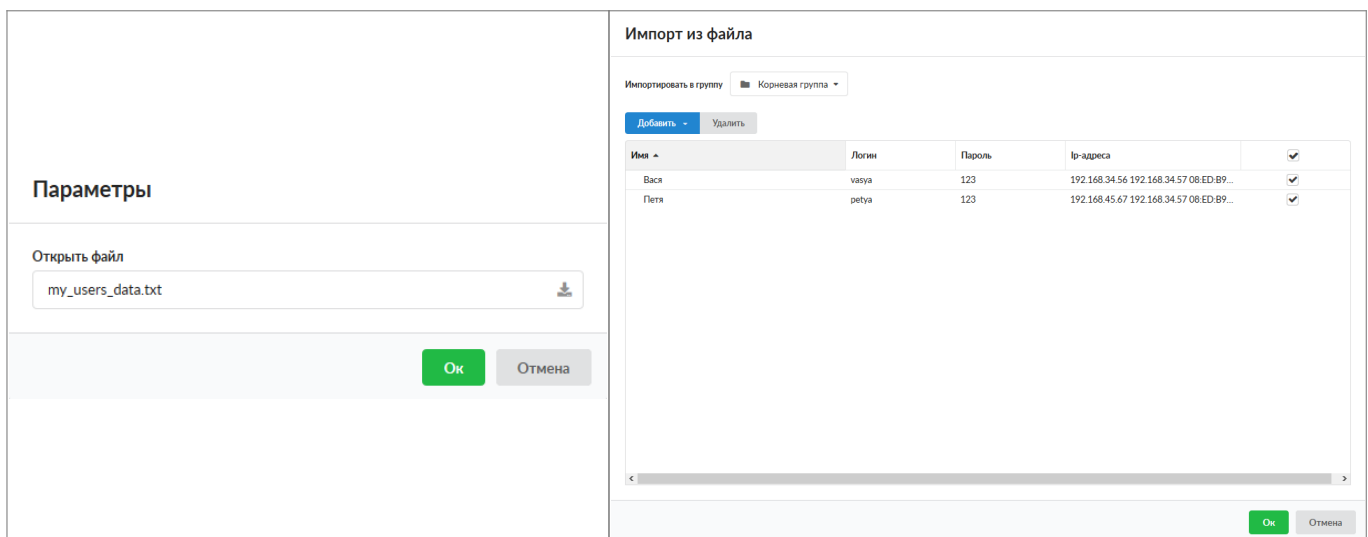 Параметры
Открыть файл
my_users_data.txt
Ок Отмена
Импорт из файла
Импортировать в группу Корневая группа
Добавить Удалить
Имя Логин Пароль Ip-адреса
Вася vasya 123 192.168.34.56 192.168.34.57 08:ED:B9...
Петя petya 123 192.168.45.67 192.168.34.57 08:ED:B9...
Ок Отмена